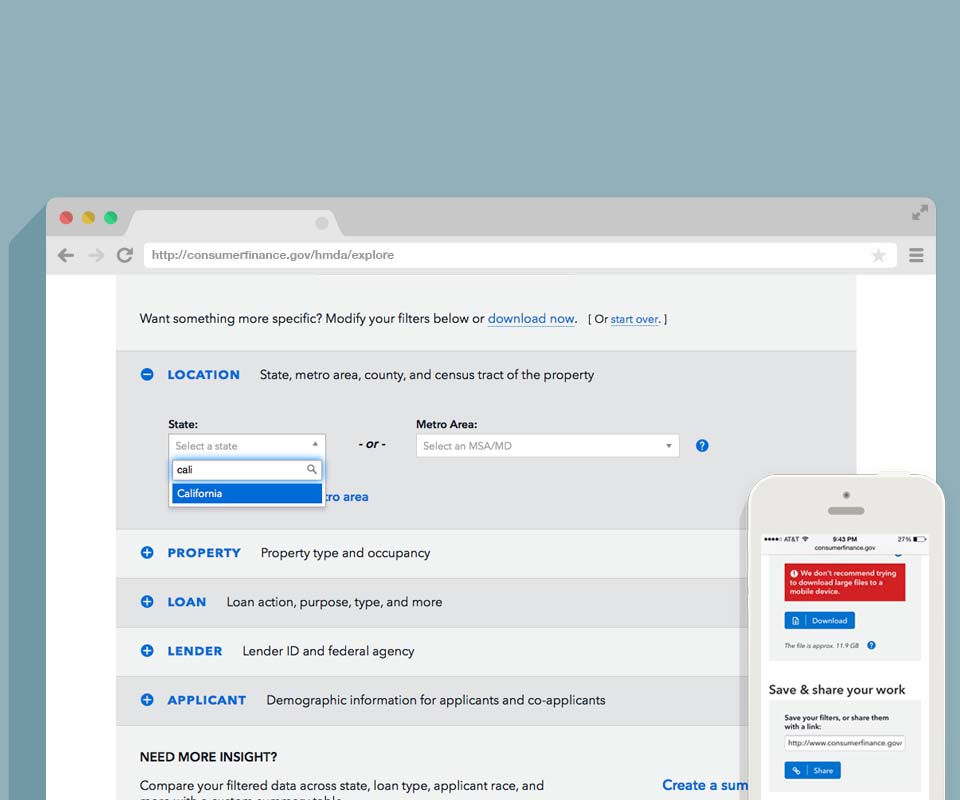 http://consumerfinance.gov/hmda/explore
Want something more specific? Modify your filters below or download now. [ Or start over. ]
LOCATION State, metro area, county, and census tract of the property
State: Metro Area:
Select a state - or - Select an MSA/MD ?
cali
California
tro area
PROPERTY Property type and occupancy
LOAN Loan action, purpose, type, and more
LENDER Lender ID and federal agency
APPLICANT Demographic information for applicants and co-applicants
NEED MORE INSIGHT?
Compare your filtered data across state, loan type, applicant race, and
more with a custom summary table.
Create a sum
AT&T 9:43 PM 27%
consumerfinance.gov
We don't recommend trying
to download large files to a
mobile device.
Download
The file is approx. 11.9 GB ?
Save & share your work
Save your filters, or share them
with a link:
http://www.consumerfinance.gov/
Share